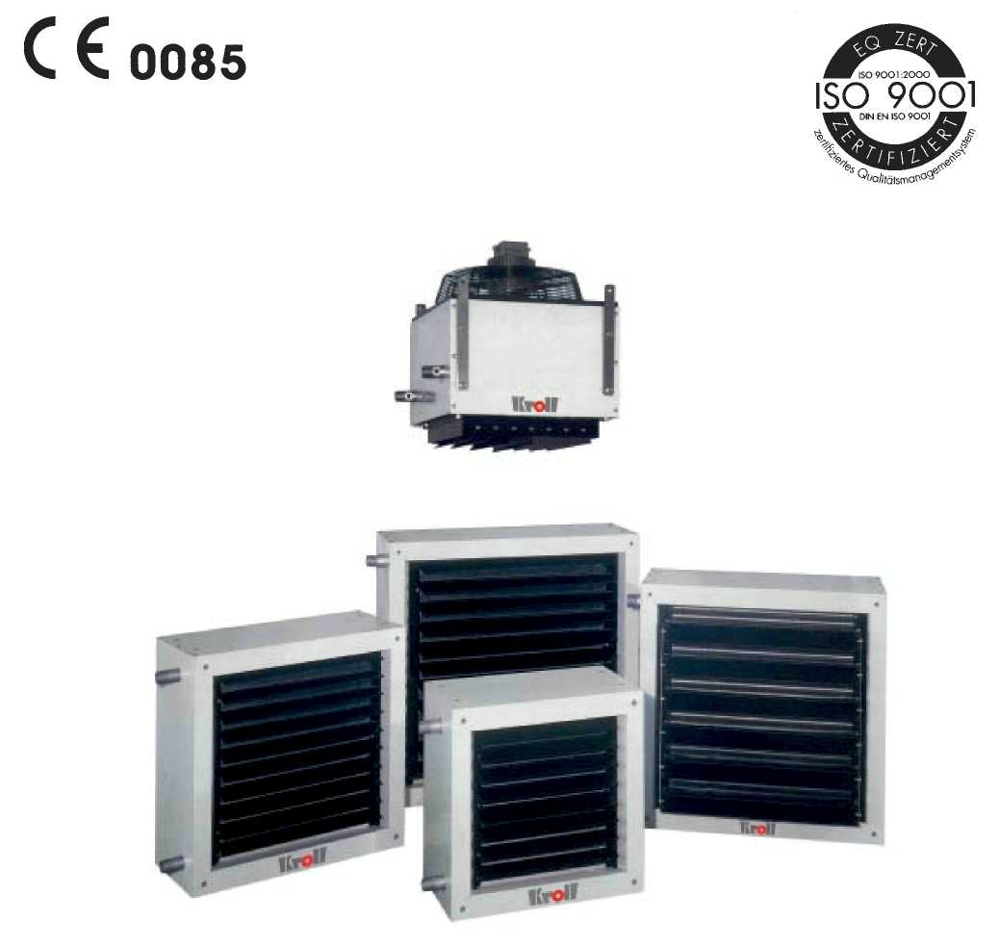 CE 0085
EQ ZERT
ISO 9001:2000
ISO 9001
DIN EN ISO 9001
ZERTIFIZIERT
zertifiziertes Qualitätsmanagementsystem
Kroll
Kroll
Kroll
Kroll